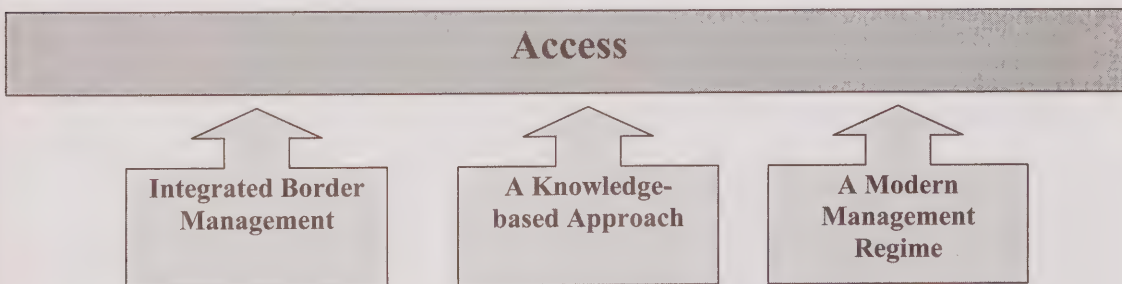 Access
Integrated Border
Management
A Knowledge-
based Approach
A Modern
Management
Regime